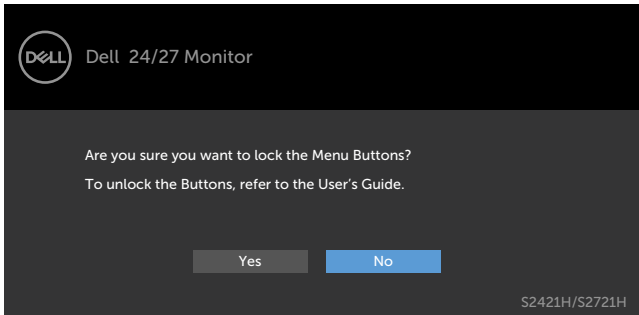 DELL
Dell 24/27 Monitor
Are you sure you want to lock the Menu Buttons?
To unlock the Buttons, refer to the User's Guide.
Yes
No
S2421H/S2721H